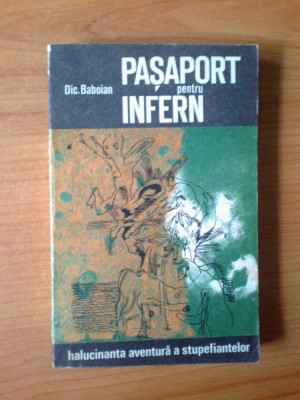 Dic. Baboian
PAȘAPORT
pentru
INFERN
halucinanta aventură a stupefiantelor